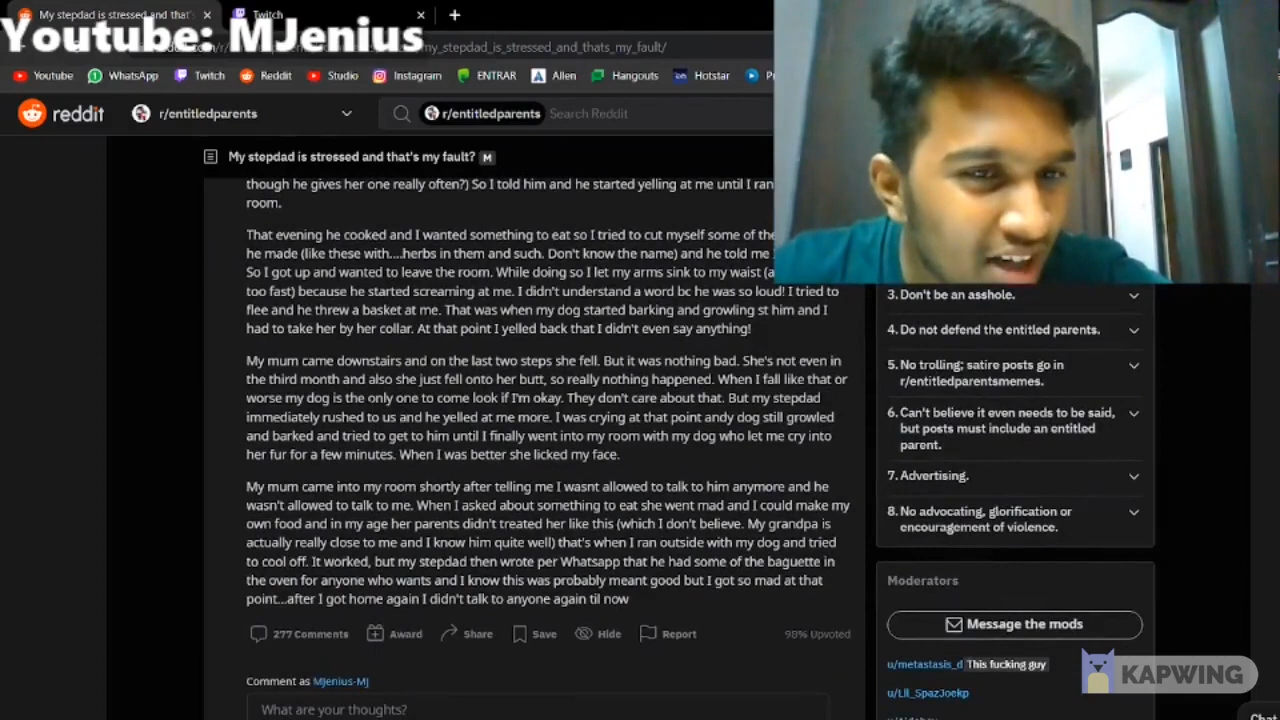 My stepdad is stressed and that's
Twitch
Youtube: MJenius
my_stepdad_is_stressed_and_thats_my_fault/
Youtube WhatsApp Twitch Reddit Studio Instagram ENTRAR Alien Hangouts Hotstar
reddit r/entitledparents r/entitledparents Search Reddit
My stepdad is stressed and that's my fault? M
though he gives her one really often?) So I told him and he started yelling at me until I ran
room.
That evening he cooked and I wanted something to eat so I tried to cut myself some of the
he made (like these with....herbs in them and such. Don't know the name) and he told me
So I got up and wanted to leave the room. While doing so I let my arms sink to my waist
too fast) because he started screaming at me. I didn't understand a word bc he was so loud! I tried to
flee and he threw a basket at me. That was when my dog started barking and growling st him and I
had to take her by her collar. At that point I yelled back that I didn't even say anything!
My mum came downstairs and on the last two steps she fell. But it was nothing bad. She's not even in
the third month and also she just fell onto her butt, so really nothing happened. When I fall like that or
worse my dog is the only one to come look if I'm okay. They don't care about that. But my stepdad
immediately rushed to us and he yelled at me more. I was crying at that point andy dog still growled
and barked and tried to get to him until I finally went into my room with my dog who let me cry into
her fur for a few minutes. When I was better she licked my face.
My mum came into my room shortly after telling me I wasnt allowed to talk to him anymore and he
wasn't allowed to talk to me. When I asked about something to eat she went mad and I could make my
own food and in my age her parents didn't treated her like this (which I don't believe. My grandpa is
actually really close to me and I know him quite well) that's when I ran outside with my dog and tried
to cool off. It worked, but my stepdad then wrote per Whatsapp that he had some of the baguette in
the oven for anyone who wants and I know this was probably meant good but I got so mad at that
point...after I got home again I didn't talk to anyone again til now
277 Comments Award Share Save Hide Report 98% Upvoted
Comment as MJenius-MJ
What are your thoughts?
3. Don't be an asshole.
4. Do not defend the entitled parents.
5. No trolling; satire posts go in
r/entitledparentsmemes.
6. Can't believe it even needs to be said,
but posts must include an entitled
parent.
7. Advertising.
8. No advocating, glorification or
encouragement of violence.
Moderators
Message the mods
u/metastasis_d This fucking guy
u/Lil_SpazJoekp
KAPWING